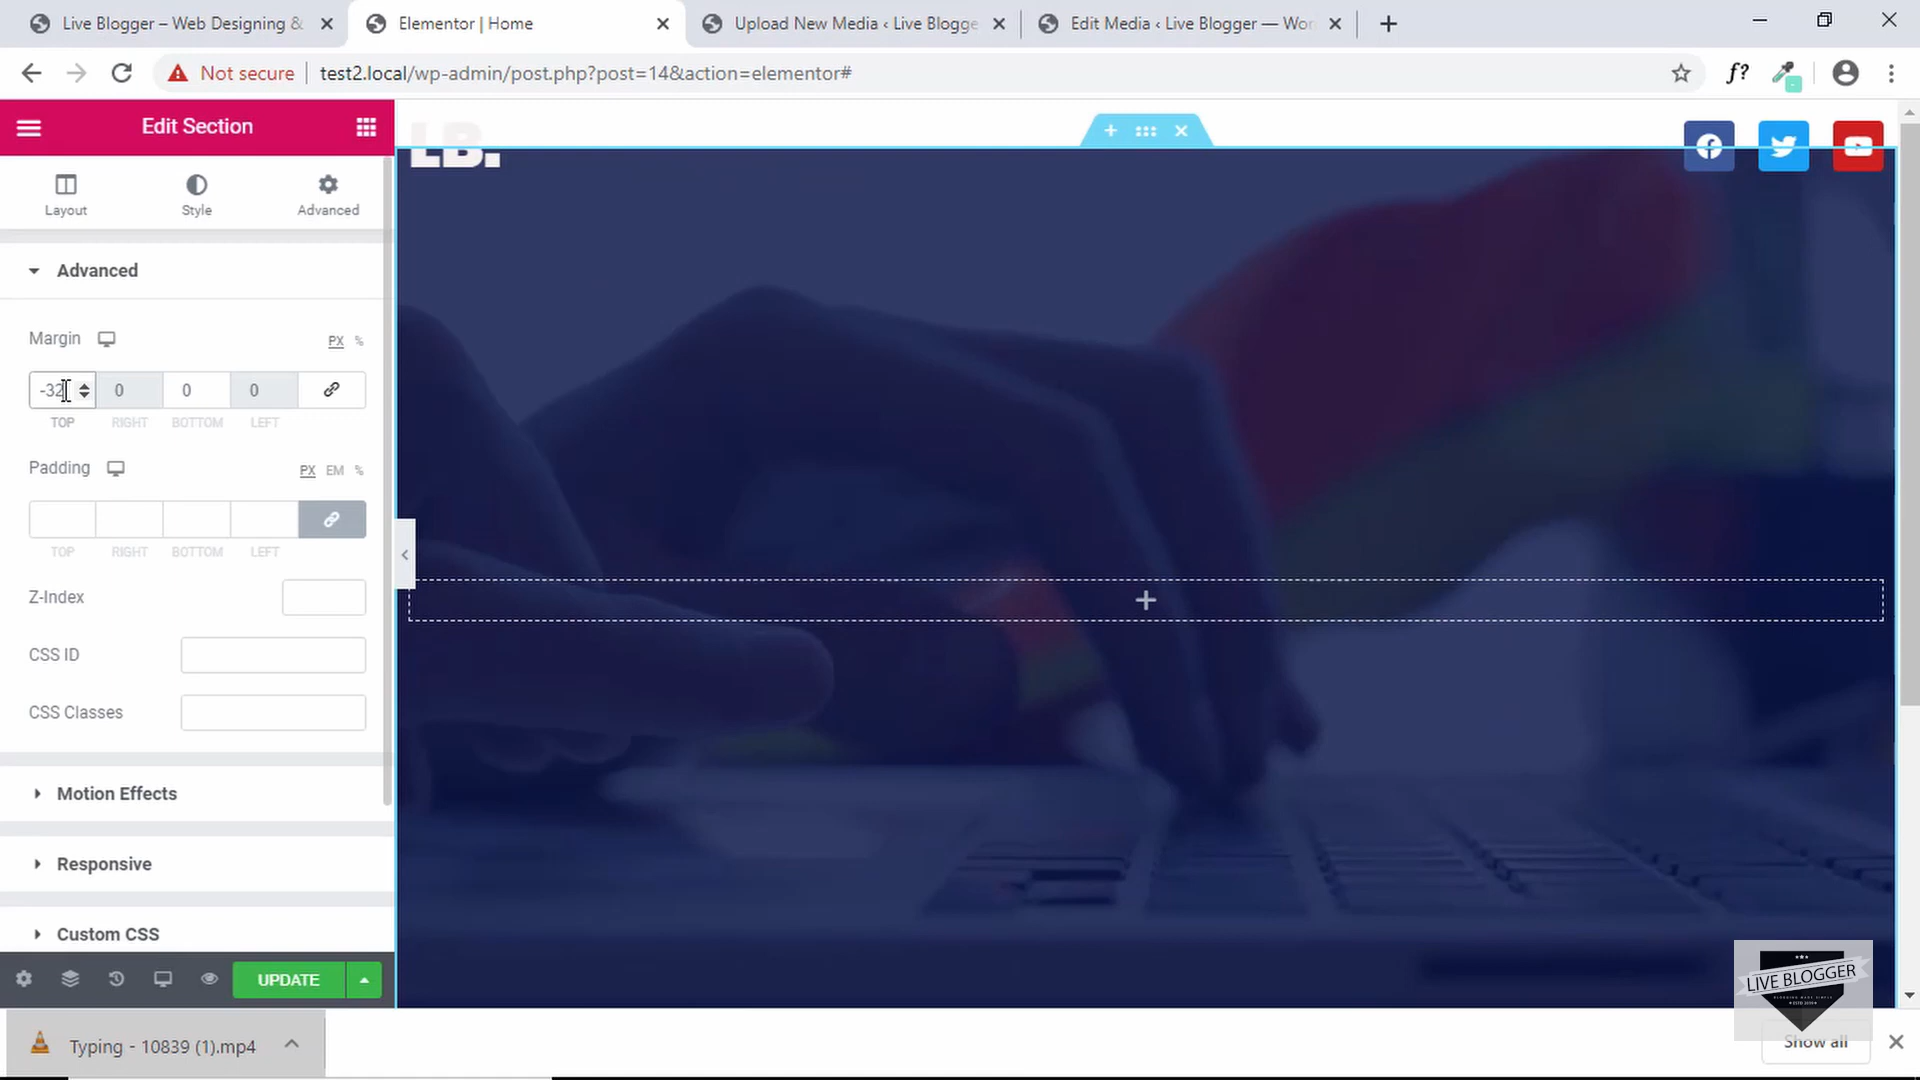 Live Blogger – Web Designing &
Elementor | Home
Upload New Media ‹ Live Blogge
Edit Media ‹ Live Blogger — Wor
Not secure
test2.local/wp-admin/post.php?post=14&action=elementor#
f?
Edit Section
LB.
Layout
Style
Advanced
Advanced
Margin
PX %
-32 0 0 0
TOP RIGHT BOTTOM LEFT
Padding
PX EM %
TOP RIGHT BOTTOM LEFT
Z-Index
CSS ID
CSS Classes
Motion Effects
Responsive
Custom CSS
UPDATE
LIVE BLOGGER
Typing - 10839 (1).mp4
Show all